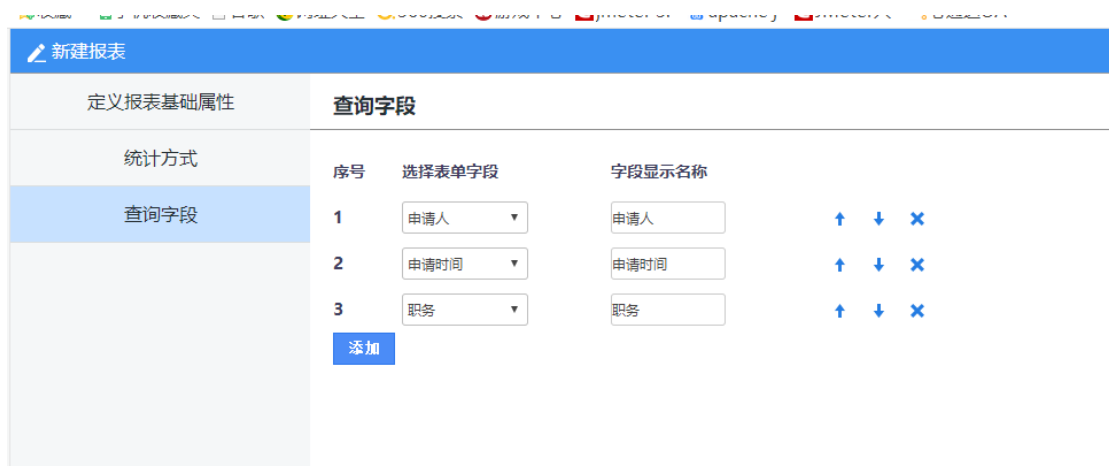 新建报表
定义报表基础属性
统计方式
查询字段
查询字段
序号 选择表单字段 字段显示名称
1 申请人 申请人
2 申请时间 申请时间
3 职务 职务
添加